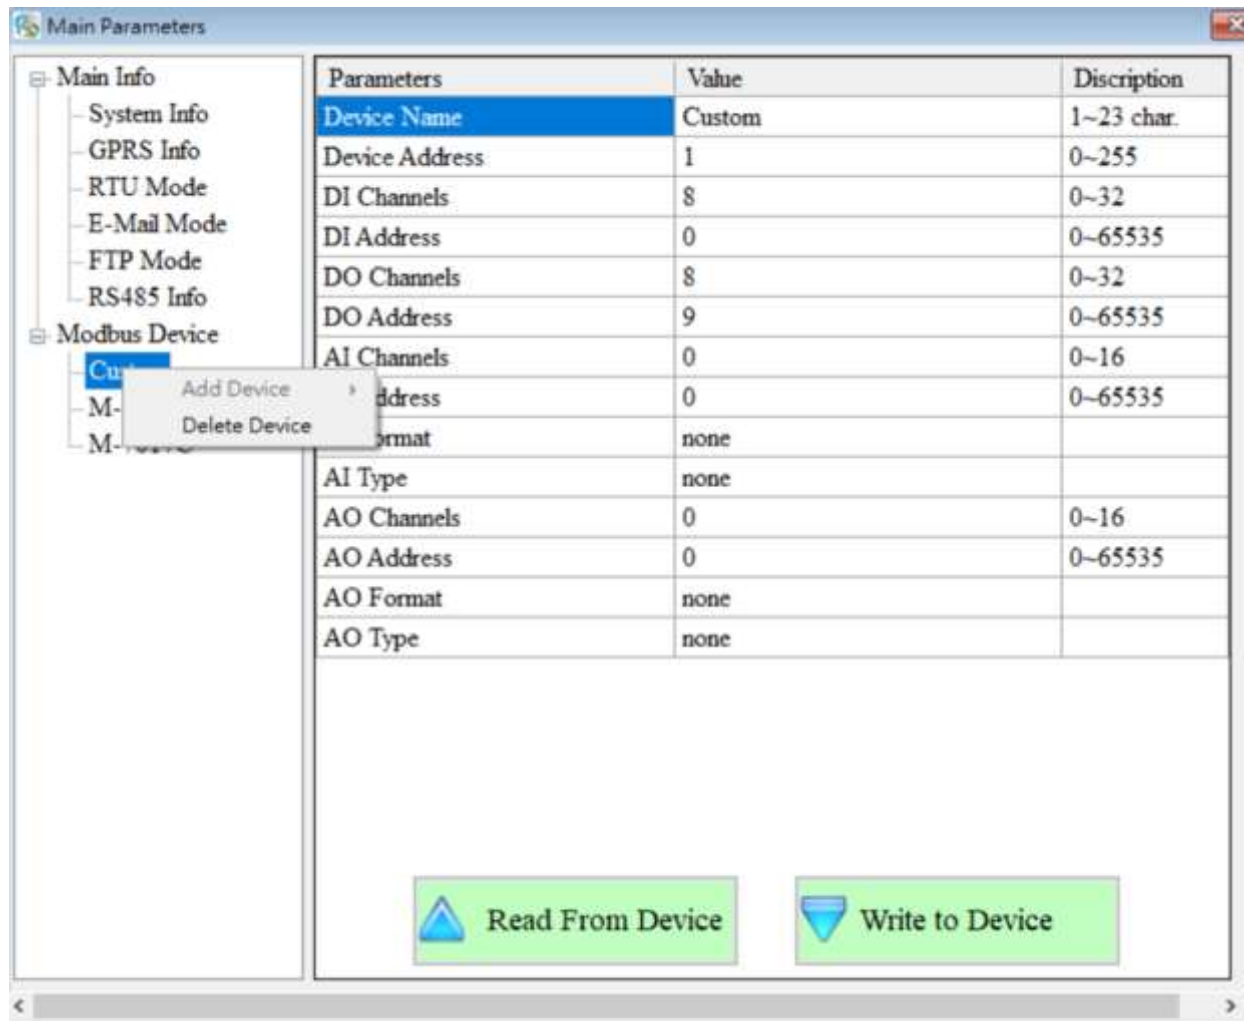 Main Parameters
Main Info
System Info
GPRS Info
RTU Mode
E-Mail Mode
FTP Mode
RS485 Info
Modbus Device
Cu
M-
M-
Add Device
Delete Device
Parameters Value Discription
Device Name Custom 1~23 char.
Device Address 1 0~255
DI Channels 8 0~32
DI Address 0 0~65535
DO Channels 8 0~32
DO Address 9 0~65535
AI Channels 0 0~16
ddress 0 0~65535
ormat none
AI Type none
AO Channels 0 0~16
AO Address 0 0~65535
AO Format none
AO Type none
Read From Device
Write to Device